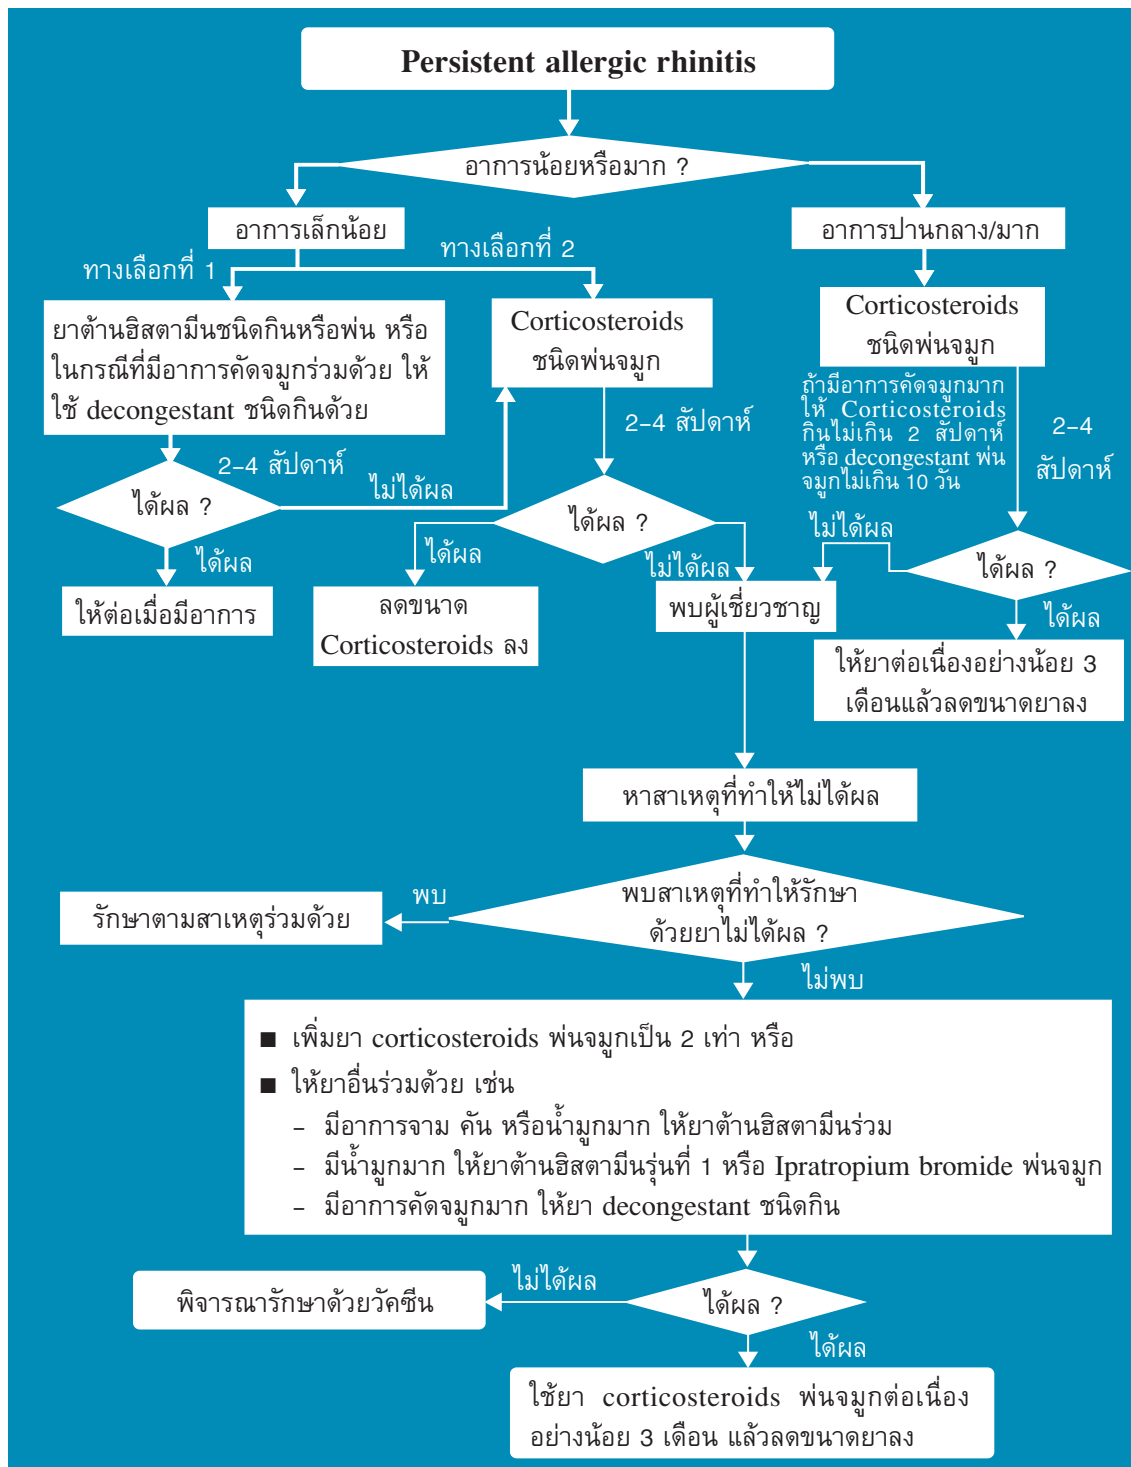 Persistent allergic rhinitis
อาการน้อยหรือมาก ?
อาการเล็กน้อย
อาการปานกลาง/มาก
ทางเลือกที่ 1
ทางเลือกที่ 2
ยาต้านฮิสตามีนชนิดกินหรือพ่น หรือ
ในกรณีที่มีอาการคัดจมูกร่วมด้วย ให้
ใช้ decongestant ชนิดกินด้วย
Corticosteroids
ชนิดพ่นจมูก
Corticosteroids
ชนิดพ่นจมูก
ถ้ามีอาการคัดจมูกมาก
ให้ Corticosteroids
กินไม่เกิน 2 สัปดาห์
หรือ decongestant พ่น
จมูกไม่เกิน 10 วัน
2-4
สัปดาห์
2-4 สัปดาห์
2-4 สัปดาห์
ได้ผล ?
ไม่ได้ผล
ได้ผล
ให้ต่อเมื่อมีอาการ
ได้ผล ?
ได้ผล
ไม่ได้ผล
ลดขนาด
Corticosteroids ลง
พบผู้เชี่ยวชาญ
ไม่ได้ผล
ได้ผล ?
ได้ผล
ให้ยาต่อเนื่องอย่างน้อย 3
เดือนแล้วลดขนาดยาลง
หาสาเหตุที่ทำให้ไม่ได้ผล
พบสาเหตุที่ทำให้รักษา
ด้วยยาไม่ได้ผล ?
พบ
รักษาตามสาเหตุร่วมด้วย
ไม่พบ
■ เพิ่มยา corticosteroids พ่นจมูกเป็น 2 เท่า หรือ
■ ให้ยาอื่นร่วมด้วย เช่น
- มีอาการจาม คัน หรือน้ำมูกมาก ให้ยาต้านฮิสตามีนร่วม
- มีน้ำมูกมาก ให้ยาต้านฮิสตามีนรุ่นที่ 1 หรือ Ipratropium bromide พ่นจมูก
- มีอาการคัดจมูกมาก ให้ยา decongestant ชนิดกิน
ได้ผล ?
ไม่ได้ผล
พิจารณารักษาด้วยวัคซีน
ได้ผล
ใช้ยา corticosteroids พ่นจมูกต่อเนื่อง
อย่างน้อย 3 เดือน แล้วลดขนาดยาลง